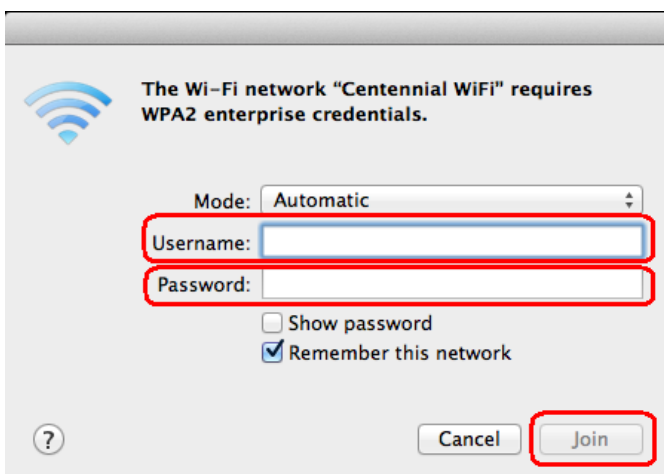 The Wi-Fi network “Centennial WiFi" requires
WPA2 enterprise credentials.
Mode: Automatic
Username:
Password:
Show password
Remember this network
? Cancel Join